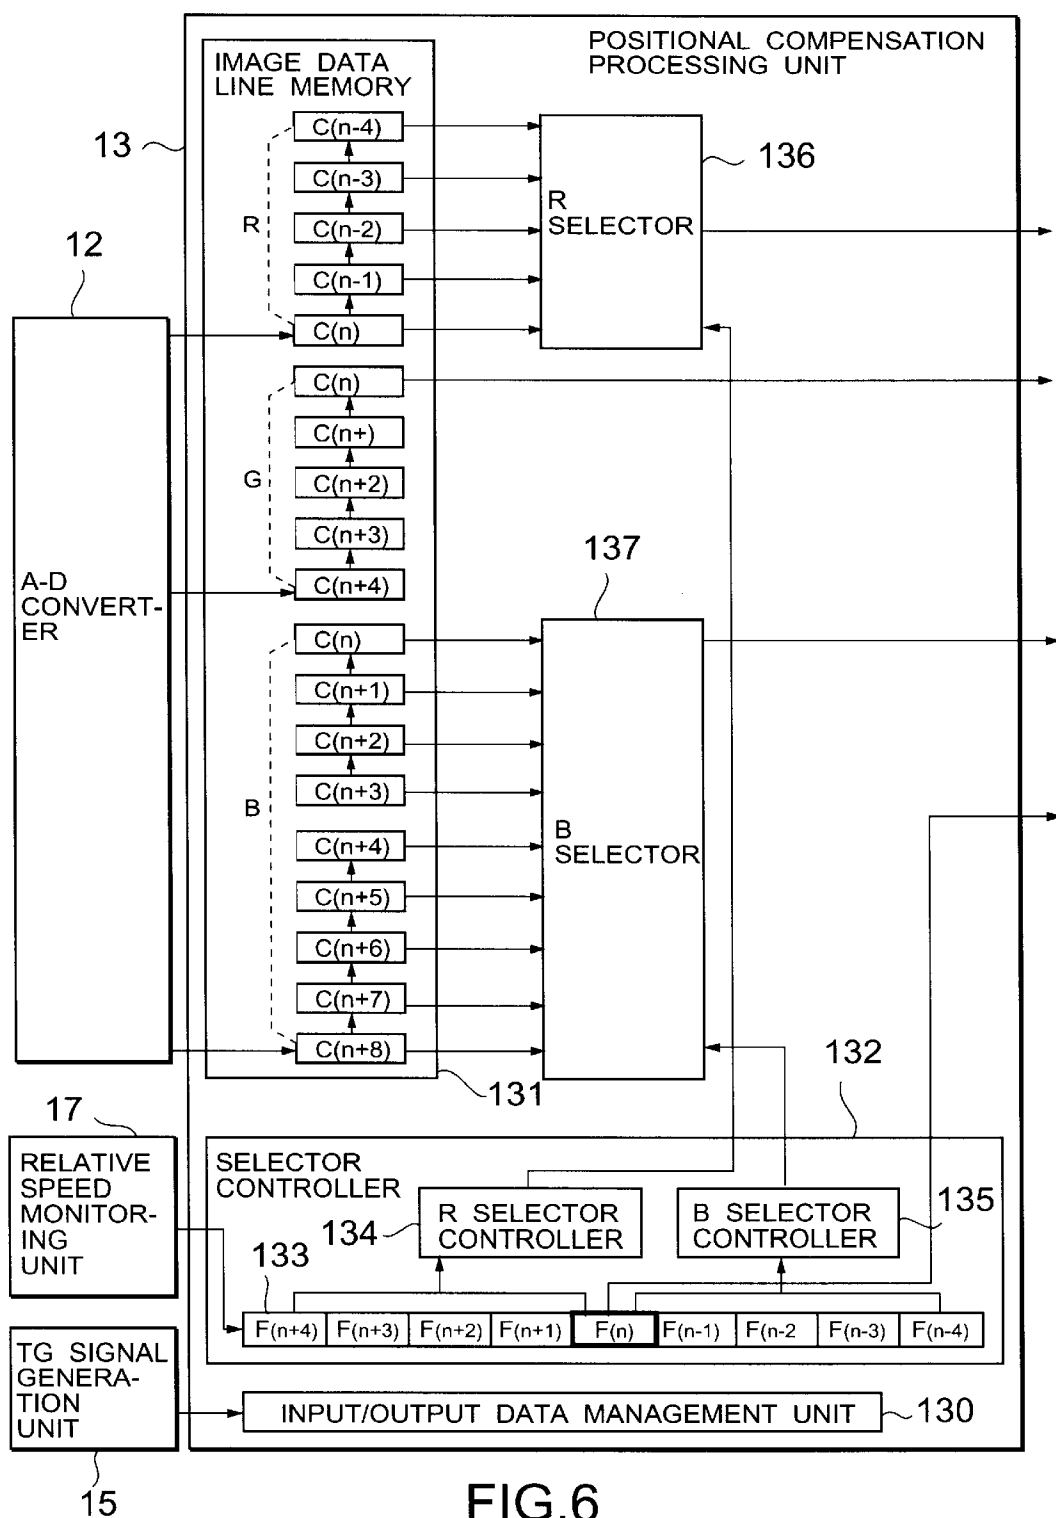 POSITIONAL COMPENSATION
PROCESSING UNIT
IMAGE DATA
LINE MEMORY
13
136
12
R
C(n-4)
C(n-3)
C(n-2)
C(n-1)
C(n)
R
SELECTOR
G
C(n)
C(n+)
C(n+2)
C(n+3)
C(n+4)
A-D
CONVERT-
ER
137
B
C(n)
C(n+1)
C(n+2)
C(n+3)
C(n+4)
C(n+5)
C(n+6)
C(n+7)
C(n+8)
B
SELECTOR
131
132
17
RELATIVE
SPEED
MONITOR-
ING
UNIT
SELECTOR
CONTROLLER
134
R SELECTOR
CONTROLLER
B SELECTOR
CONTROLLER
135
133
F(n+4) F(n+3) F(n+2) F(n+1) F(n) F(n-1) F(n-2 F(n-3) F(n-4)
TG SIGNAL
GENERA-
TION
UNIT
INPUT/OUTPUT DATA MANAGEMENT UNIT
130
15
FIG.6